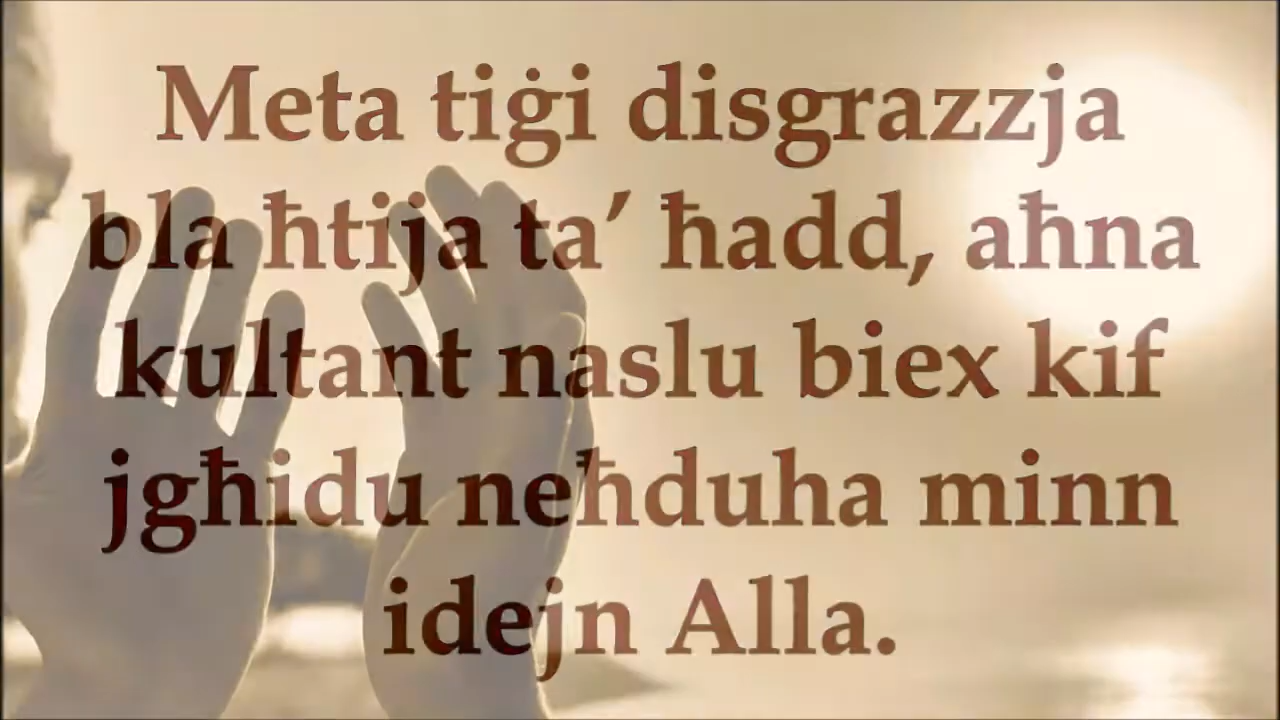 Meta tiġi disgrazzja
bla ħtija ta’ ħadd, aħna
kultant naslu biex kif
jgħidu neħduha minn
idejn Alla.